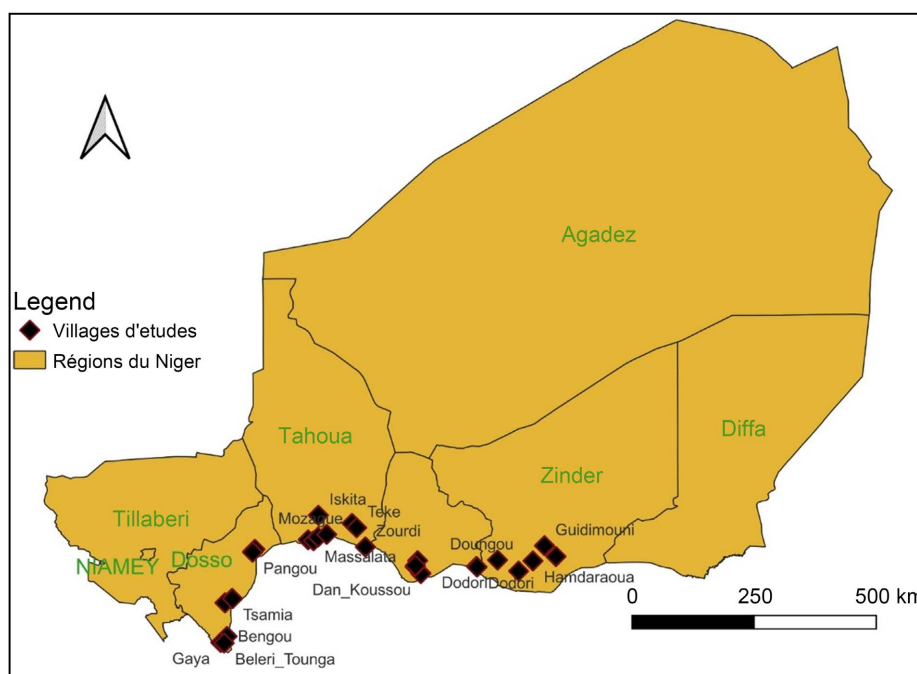 Agadez
Legend
Villages d'etudes
Régions du Niger
Tahoua
Diffa
Zinder
Tillaberi
Iskita
Mozague
Teke
Zourdi
NIAMEY
Dosso
Pangou
Massalata
Doungou
Guidimouni
Dan_Koussou
Dodori
Dodori
Hamdaraoua
Tsamia
Bengou
Gaya
Beleri_Tounga
0 250 500 km